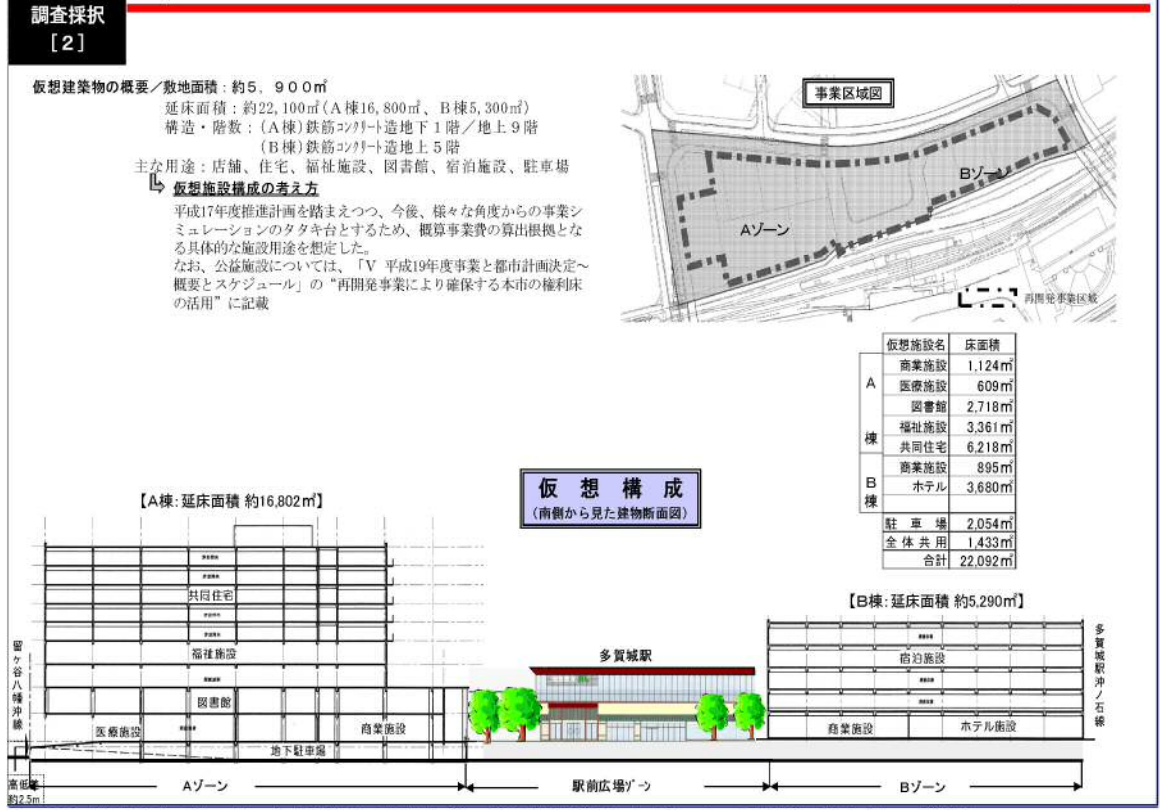 調査採択
[2]
仮想建築物の概要／敷地面積：約5，900㎡
延床面積：約22,100㎡(A棟16,800㎡、B棟5,300㎡)
構造・階数：(A棟)鉄筋ｺﾝｸﾘｰﾄ造地下１階／地上９階
(B棟)鉄筋ｺﾝｸﾘｰﾄ造地上５階
主な用途：店舗、住宅、福祉施設、図書館、宿泊施設、駐車場
仮想施設構成の考え方
平成17年度推進計画を踏まえつつ、今後、様々な角度からの事業シ
ミュレーションのタタキ台とするため、概算事業費の算出根拠とな
る具体的な施設用途を想定した。
なお、公益施設については、「Ⅴ 平成19年度事業と都市計画決定～
概要とスケジュール」の“再開発事業により確保する本市の権利床
の活用”に記載
事業区域図
Bゾーン
Aゾーン
再開発事業区域
仮想施設名 床面積
A棟
商業施設 1,124㎡
医療施設 609㎡
図書館 2,718㎡
福祉施設 3,361㎡
共同住宅 6,218㎡
B棟
商業施設 895㎡
ホテル 3,680㎡
駐車場 2,054㎡
全体共用 1,433㎡
合計 22,092㎡
仮想構成
(南側から見た建物断面図)
【A棟:延床面積 約16,802㎡】
共同住宅
福祉施設
図書館
医療施設
商業施設
地下駐車場
留ヶ谷八幡沖線
高低差
約2.5m
多賀城駅
【B棟:延床面積 約5,290㎡】
宿泊施設
商業施設
ホテル施設
多賀城駅沖ノ石線
Aゾーン
駅前広場ｿﾞｰﾝ
Bゾーン